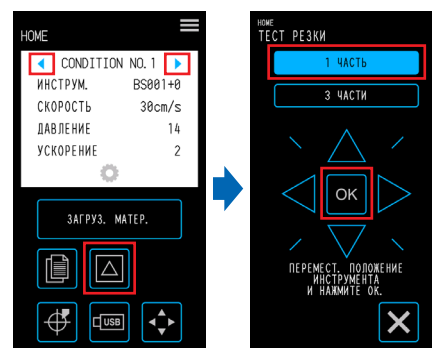 HOME
CONDITION NO.1
ИНСТРУМ. BS001+0
СКОРОСТЬ 30cm/s
ДАВЛЕНИЕ 14
УСКОРЕНИЕ 2
ЗАГРУЗ. МАТЕР.
USB
HOME
ТЕСТ РЕЗКИ
1 ЧАСТЬ
3 ЧАСТИ
OK
ПЕРЕМЕСТ. ПОЛОЖЕНИЕ
ИНСТРУМЕНТА
И НАЖМИТЕ ОК.